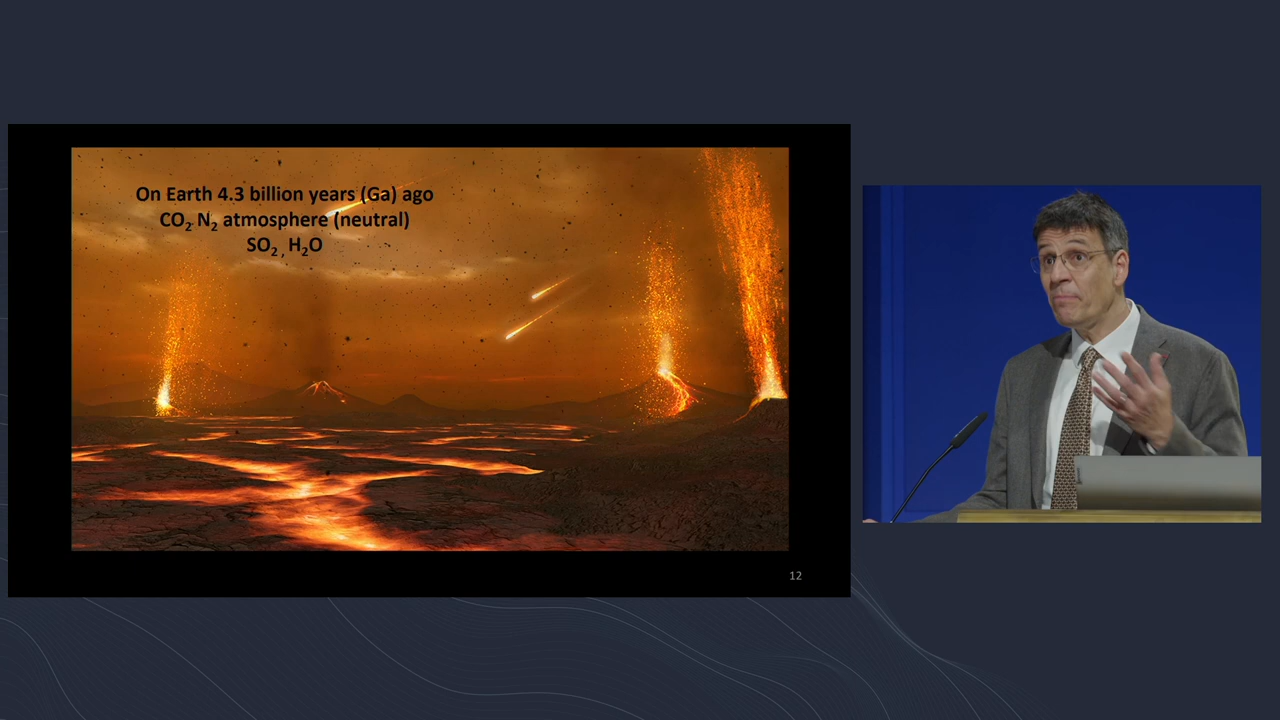 On Earth 4.3 billion years (Ga) ago
CO₂ N₂ atmosphere (neutral)
SO₂, H₂O
12